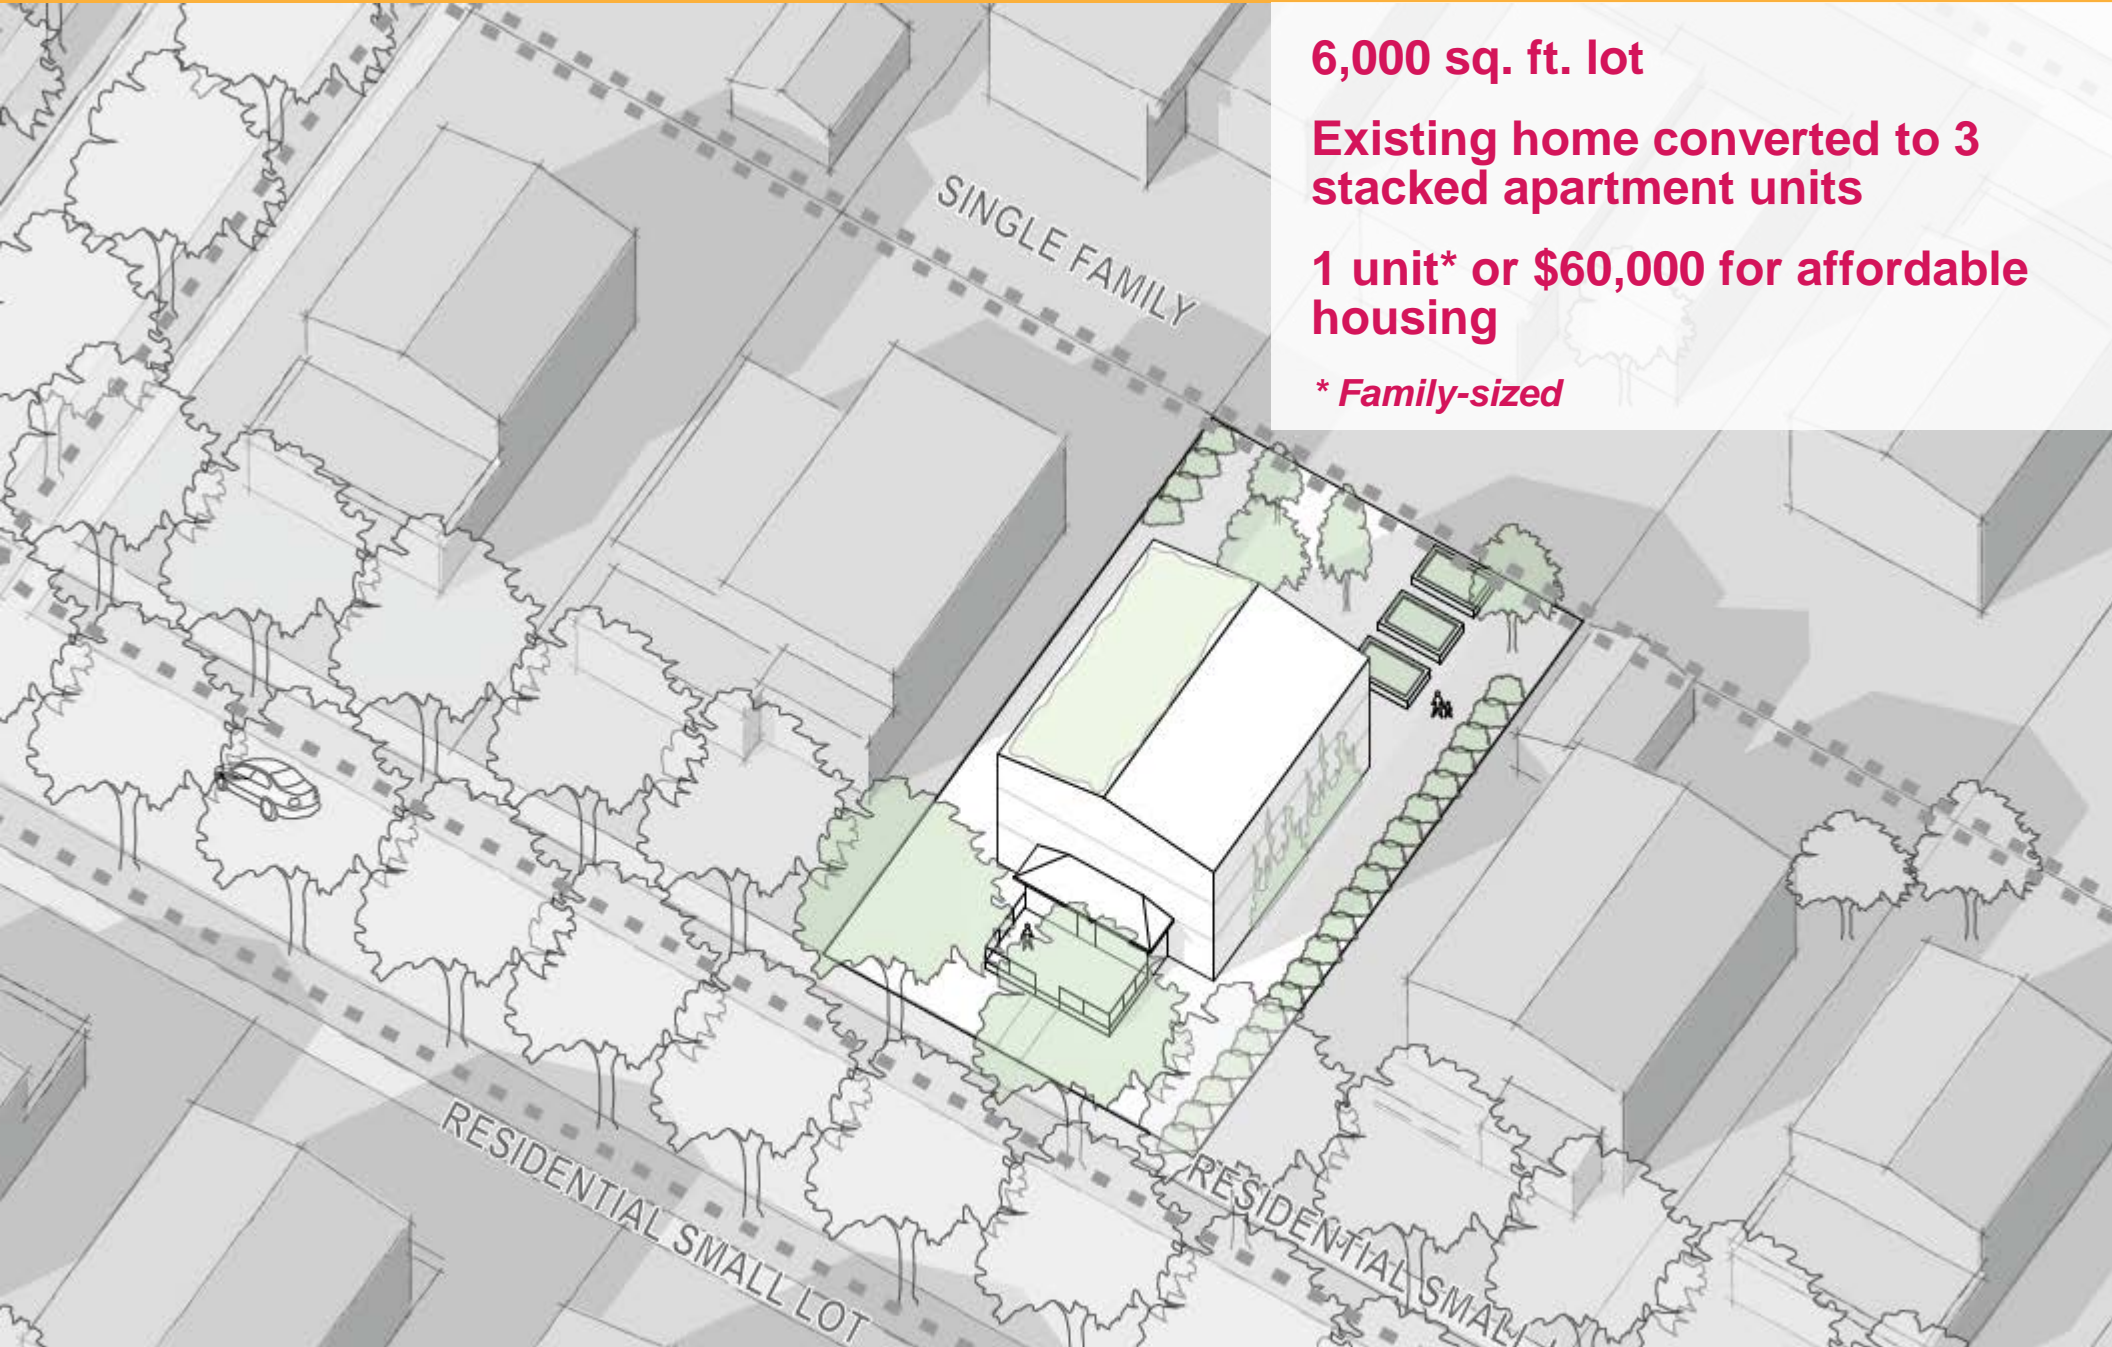 6,000 sq. ft. lot
Existing home converted to 3
stacked apartment units
1 unit* or $60,000 for affordable
housing
* Family-sized
SINGLE FAMILY
RESIDENTIAL SMALL LOT
RESIDENTIAL SMALL